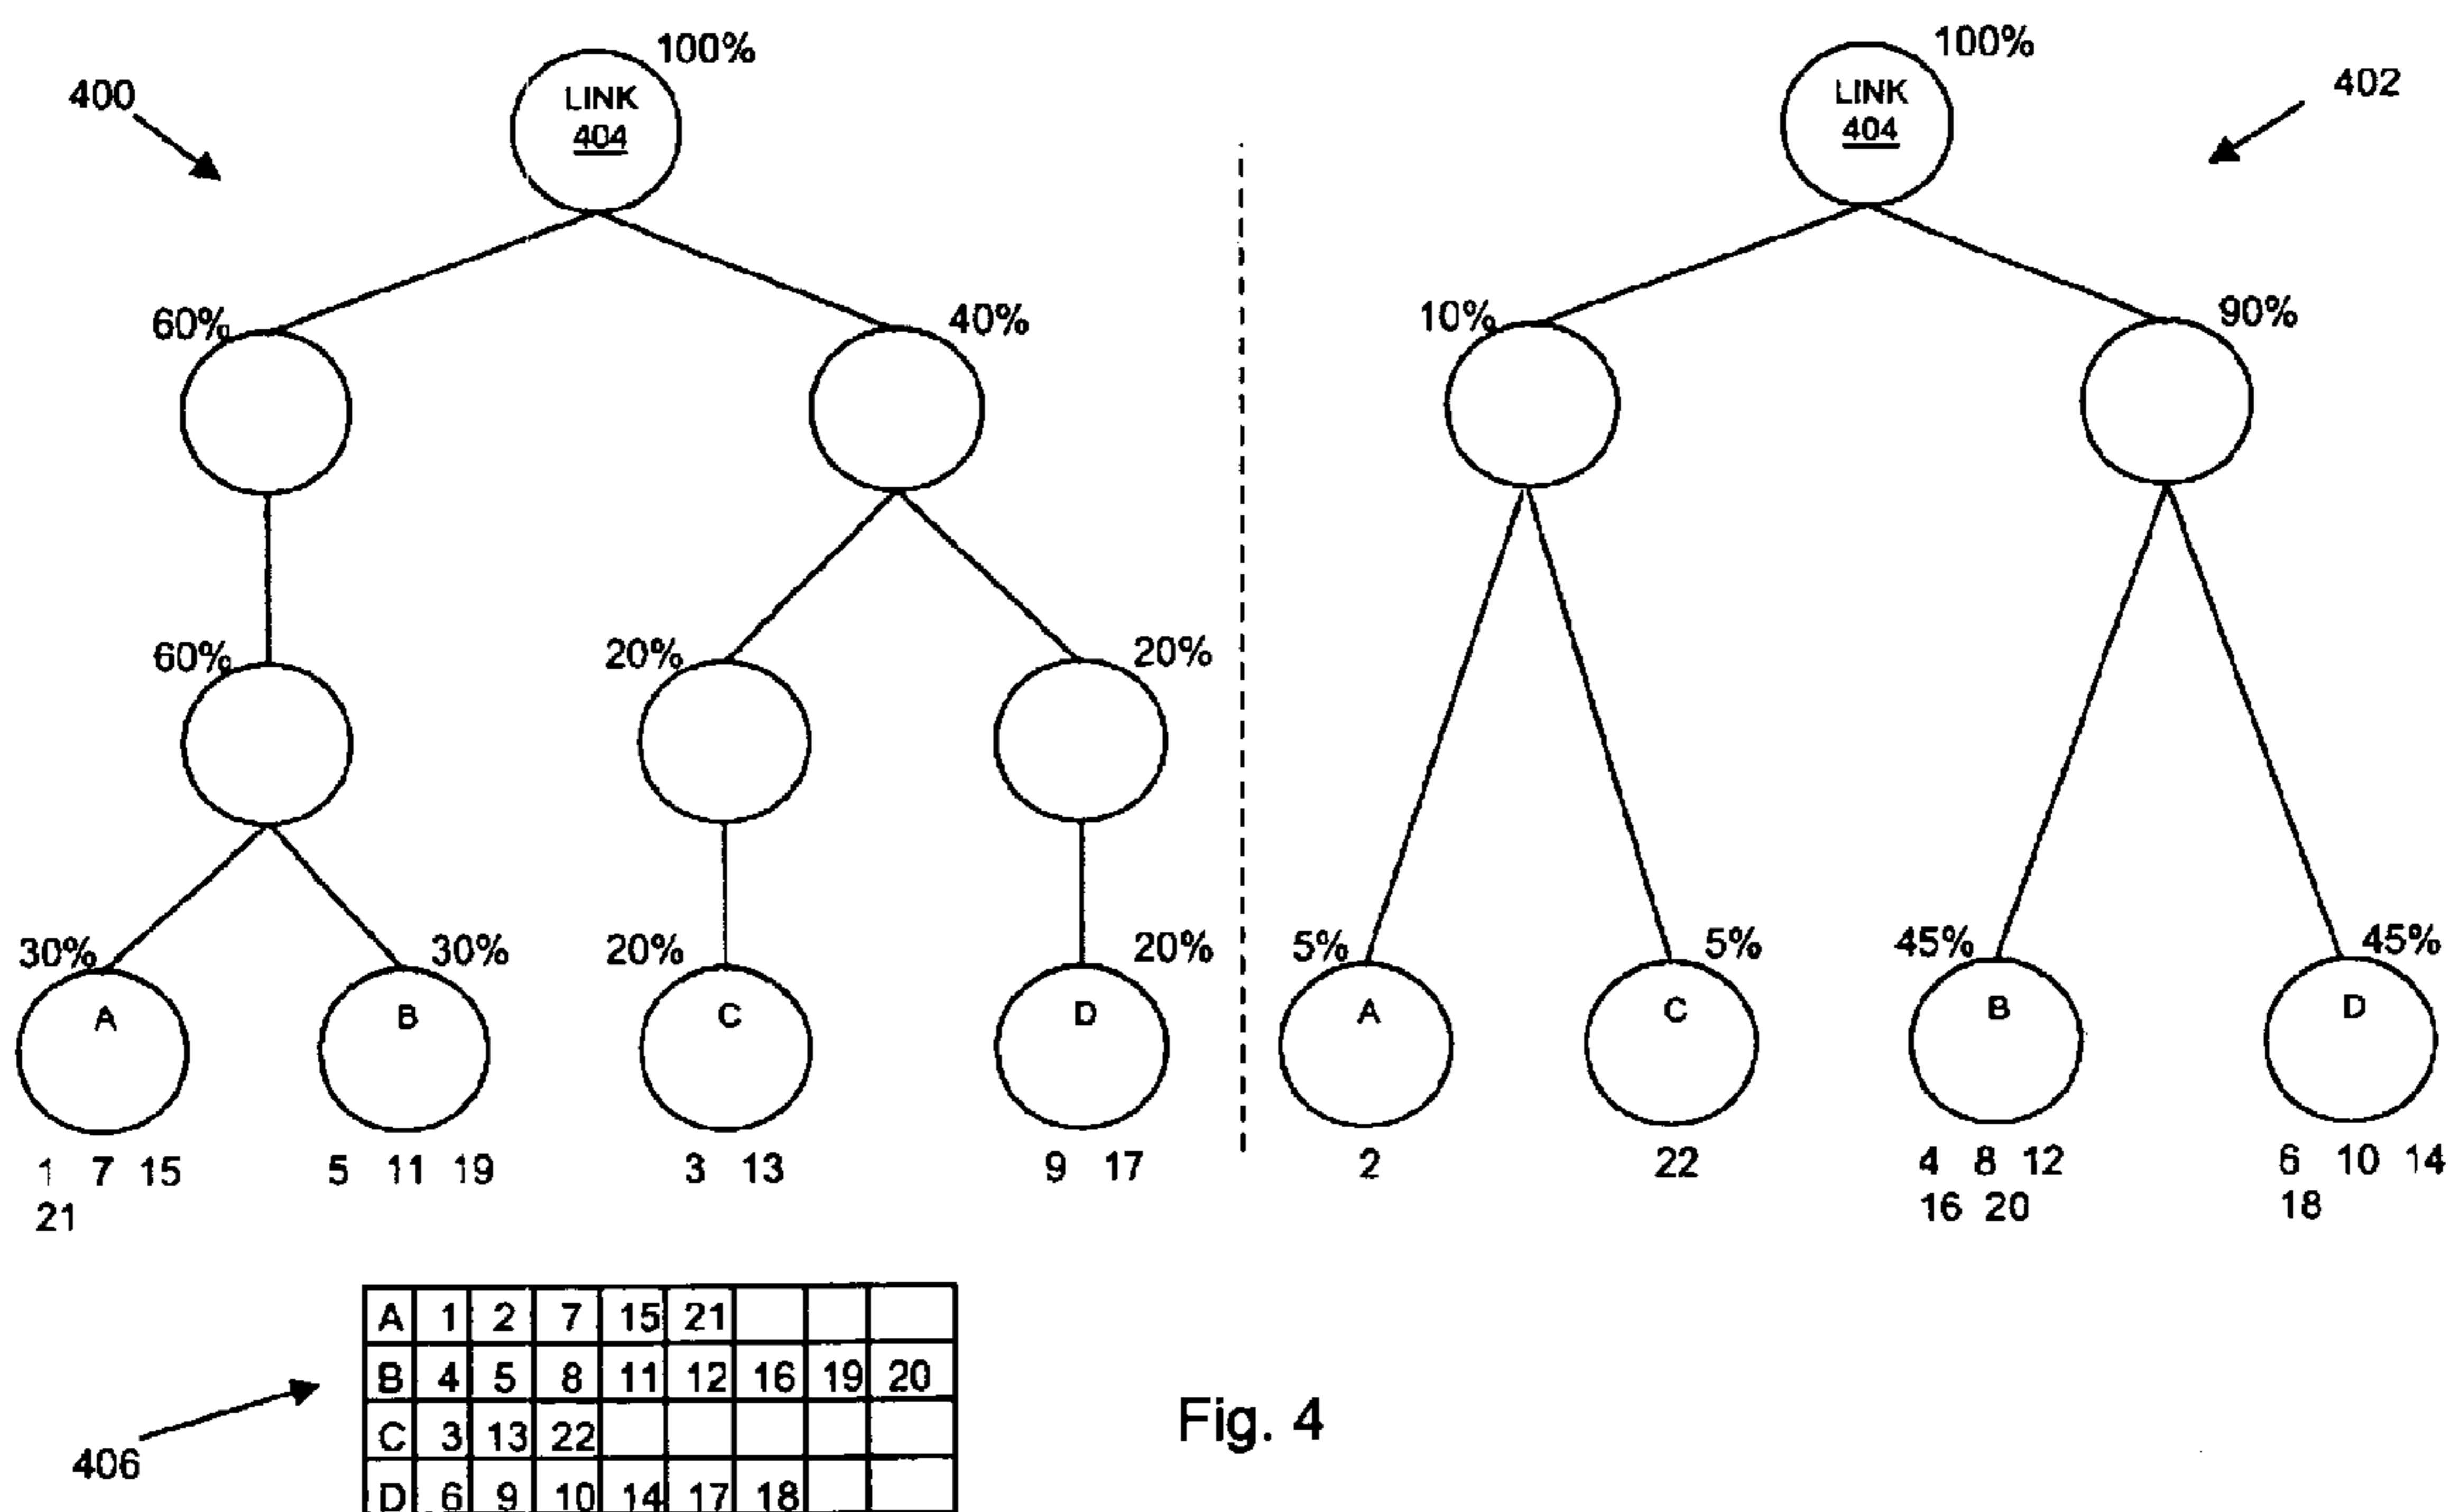 100%
100%
400
LINK
404
LINK
404
402
60%
40%
10%
90%
60%
20%
20%
30%
30%
20%
20%
5%
5%
45%
45%
A
B
C
D
A
C
B
D
1 7 15
21
5 11 19
3 13
9 17
2
22
4 8 12
16 20
6 10 14
18
A 1 2 7 15 21
B 4 5 8 11 12 16 19 20
C 3 13 22
D 6 9 10 14 17 18
406
Fig. 4